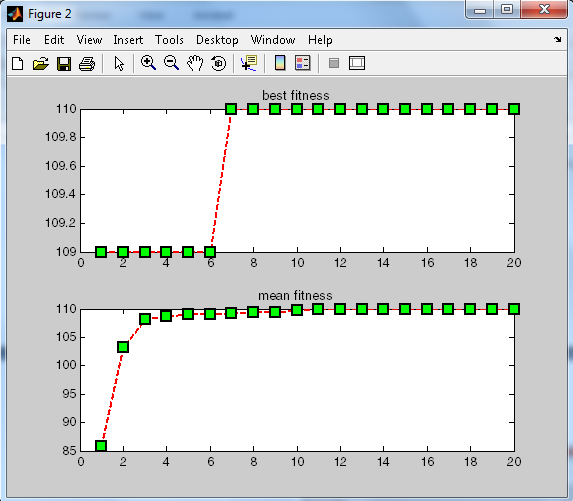 Figure 2
File Edit View Insert Tools Desktop Window Help
best fitness
110
109.8
109.6
109.4
109.2
109
0 2 4 6 8 10 12 14 16 18 20
mean fitness
110
105
100
95
90
85
0 2 4 6 8 10 12 14 16 18 20